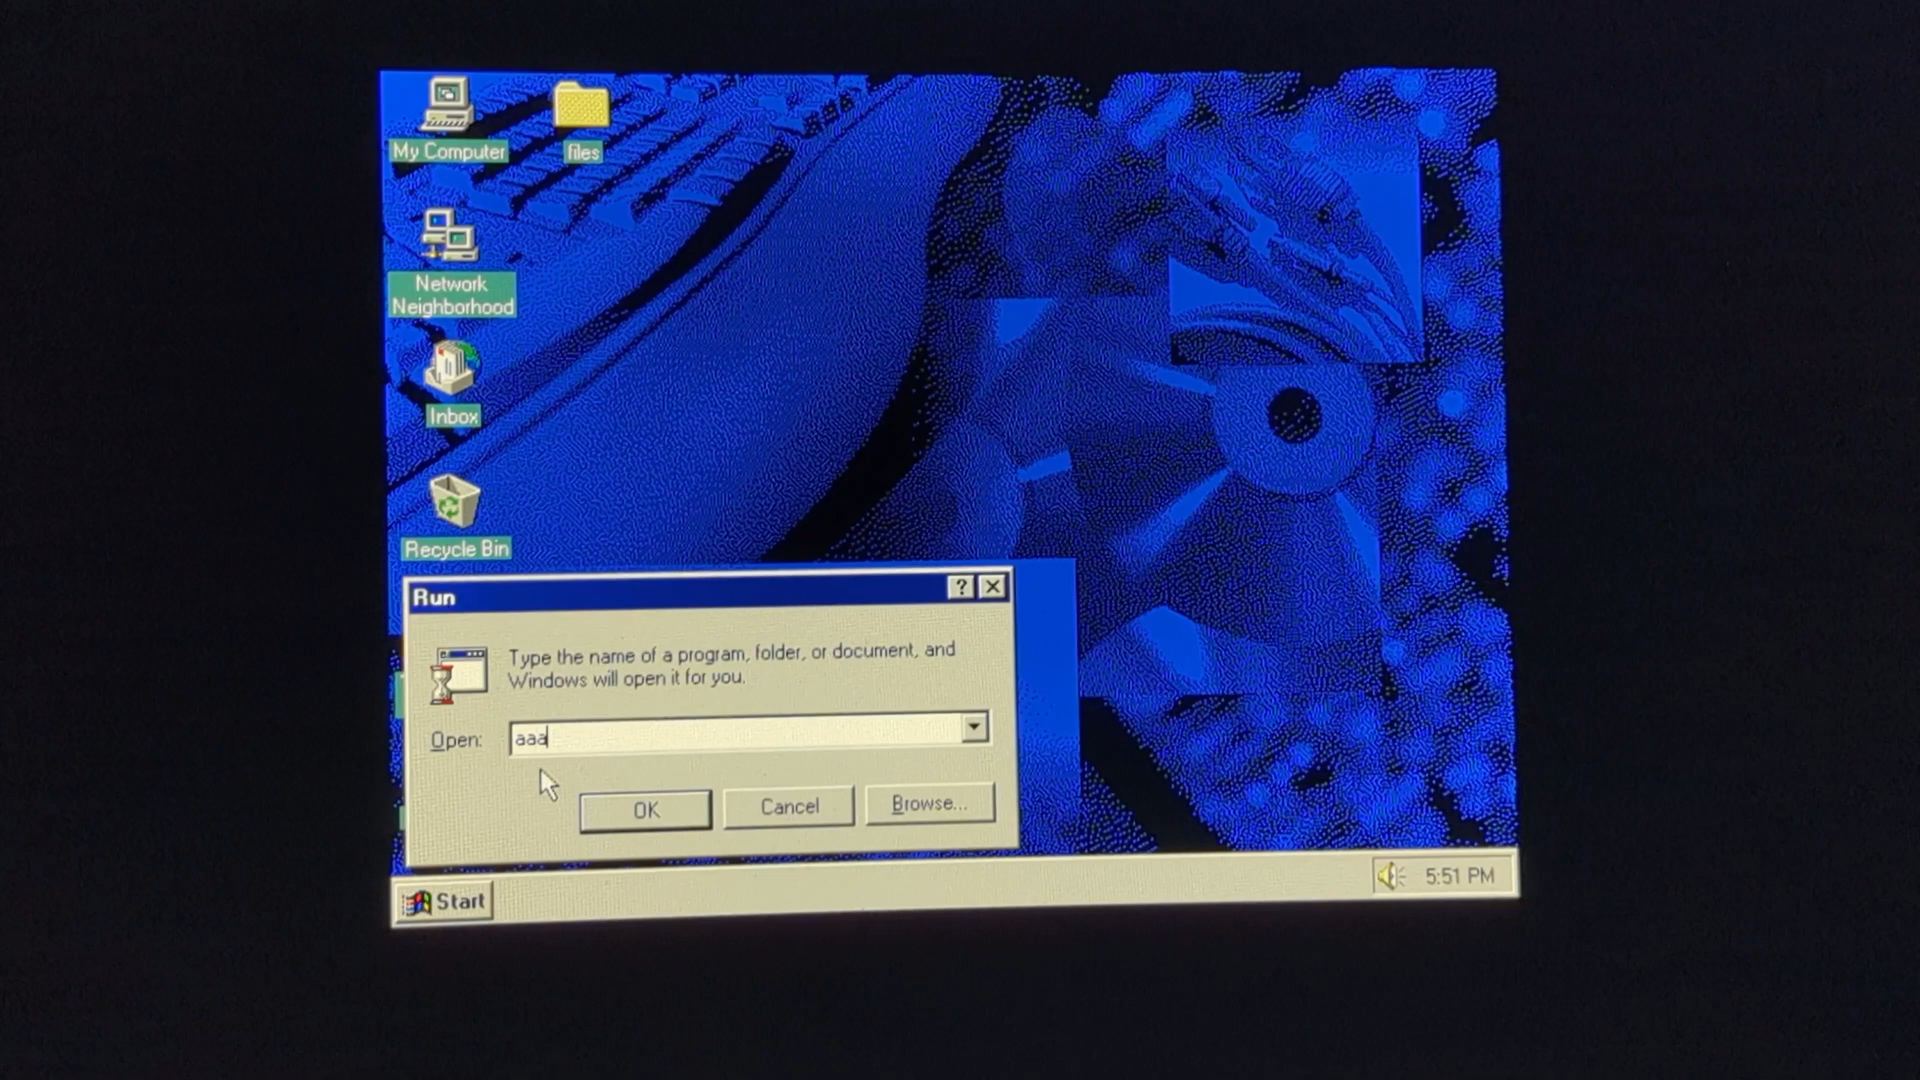 My Computer
files
Network
Neighborhood
Inbox
Recycle Bin
Run
?
Type the name of a program, folder, or document, and
Windows will open it for you.
Open:
aaa
OK
Cancel
Browse...
Start
5:51 PM